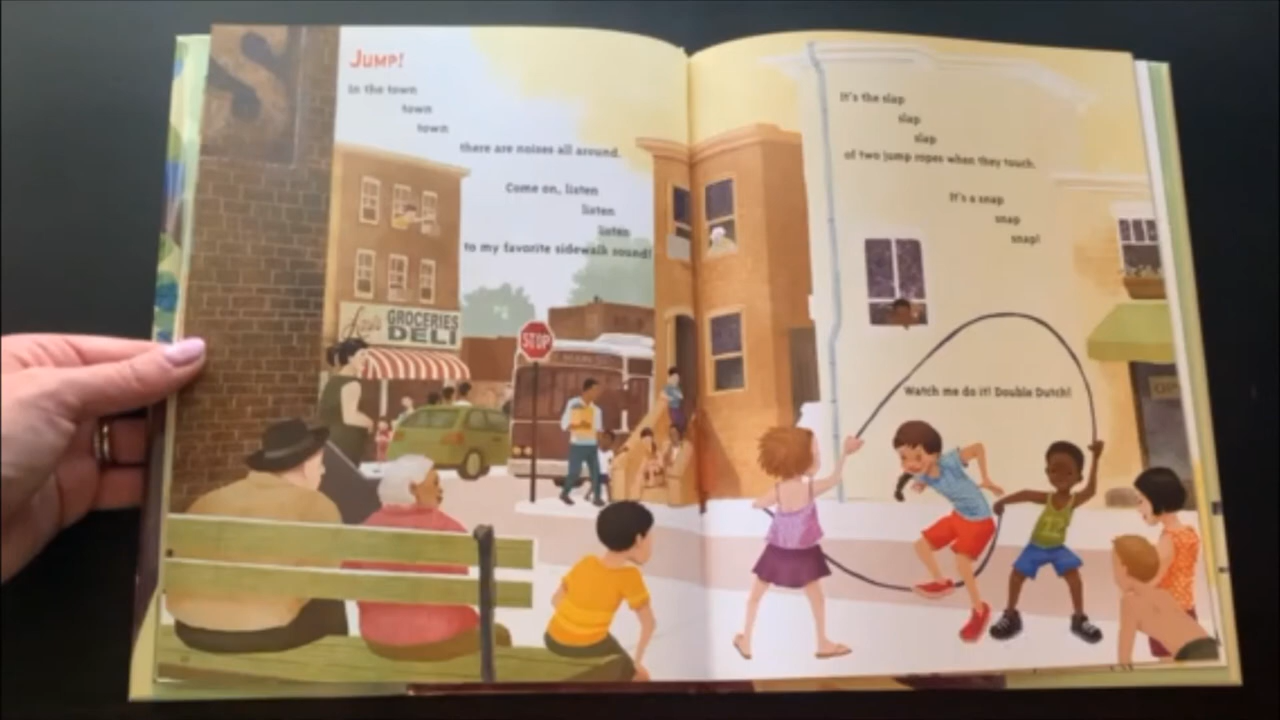 JUMP!
In the town
town
town
there are noises all around.
Come on, listen
listen
listen
to my favorite sidewalk sound!
It's the slap
slap
slap
of two jump ropes when they touch.
It's a snap
snap
snap!
Watch me do it! Double Dutch!
S
GROCERIES
DELI
STOP
OP